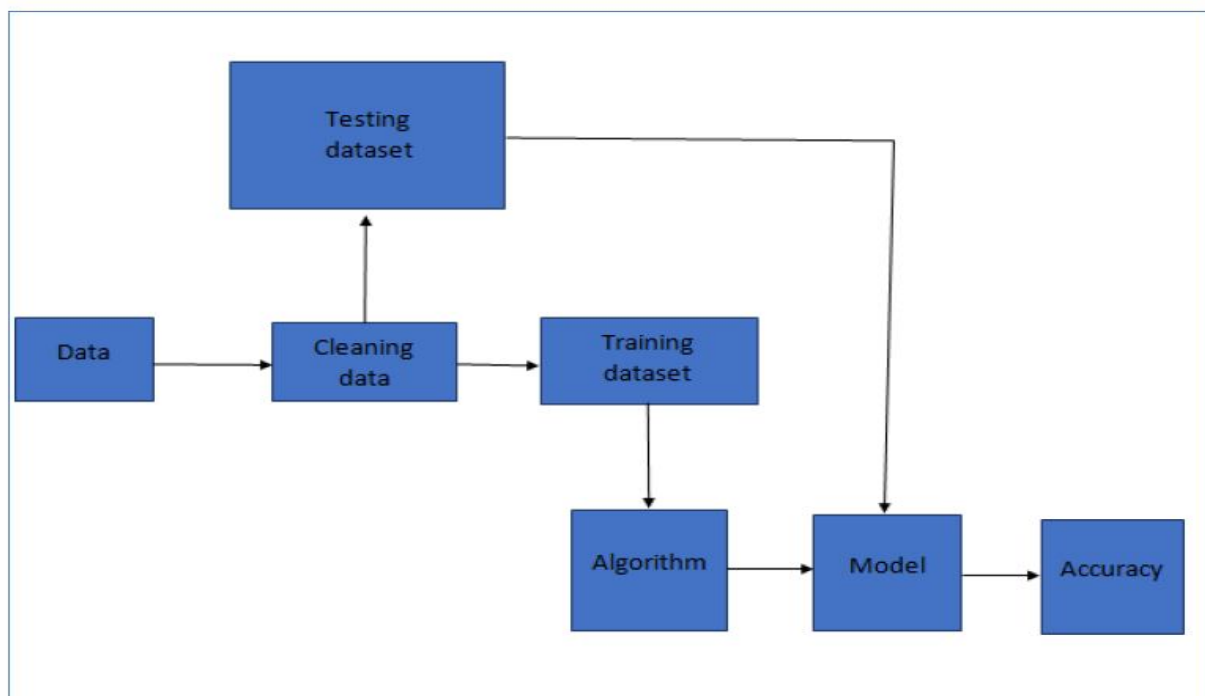 Testing
dataset
Data
Cleaning
data
Training
dataset
Algorithm
Model
Accuracy